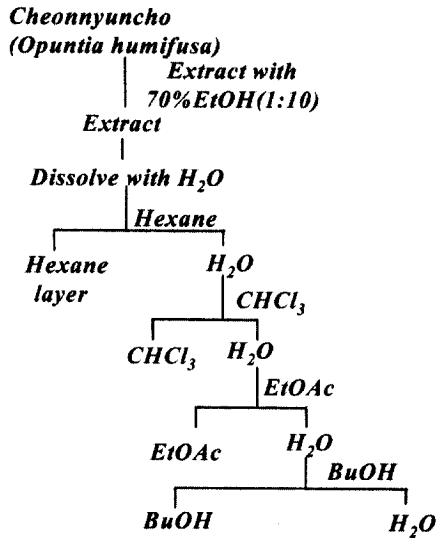 Cheonnyuncho
(Opuntia humifusa)
Extract with
70%EtOH(1:10)
Extract
Dissolve with H₂O
Hexane
Hexane
layer
H₂O
CHCl₃
CHCl₃
H₂O
EtOAc
EtOAc
H₂O
BuOH
BuOH
H₂O